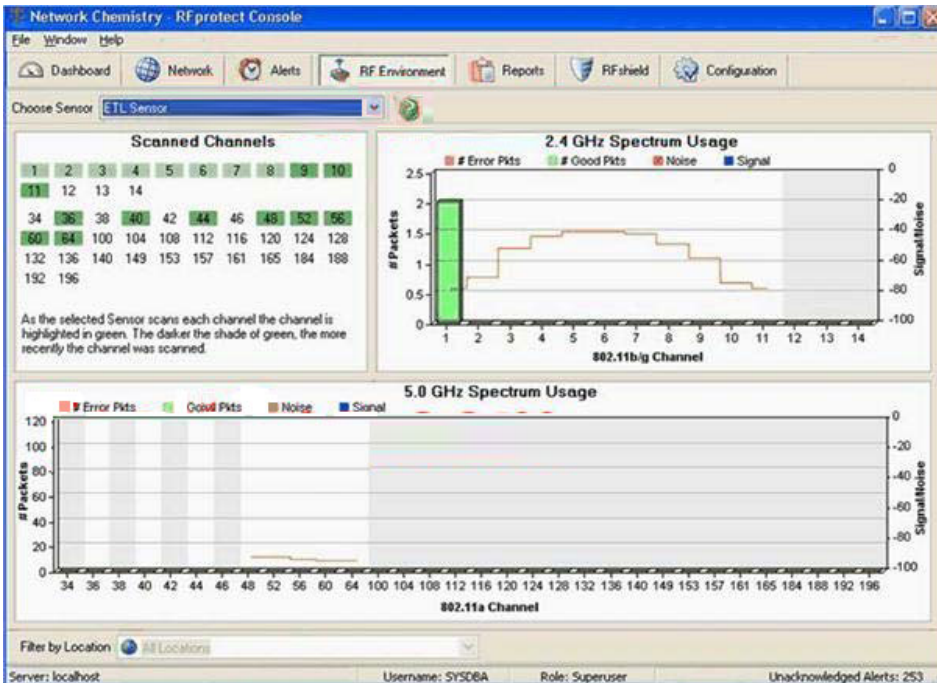 Network Chemistry - RFprotect Console
File Window Help
Dashboard Network Alerts RF Environment Reports RFshield Configuration
Choose Sensor ETL Sensor
Scanned Channels
1 2 3 4 5 6 7 8 9 10
11 12 13 14
34 36 38 40 42 44 46 48 52 56
60 64 100 104 108 112 116 120 124 128
132 136 140 149 153 157 161 165 184 188
192 196
As the selected Sensor scans each channel the channel is
highlighted in green. The darker the shade of green, the more
recently the channel was scanned.
2.4 GHz Spectrum Usage
# Error Pkts # Good Pkts Noise Signal
# Packets
2.5
2
1.5
1
0.5
0
0
-20
-40
-60
-80
-100
Signal/Noise
1 2 3 4 5 6 7 8 9 10 11 12 13 14
802.11b/g Channel
5.0 GHz Spectrum Usage
# Error Pkts Good Pkts Noise Signal
# Packets
120
100
80
60
40
20
0
0
-20
-40
-60
-80
-100
Signal/Noise
34 36 38 40 42 44 46 48 52 56 60 64 100 104 108 112 116 120 124 128 132 136 140 149 153 157 161 165 184 188 192 196
802.11a Channel
Filter by Location All Locations
Server: localhost Username: SYSDBA Role: Superuser Unacknowledged Alerts: 253